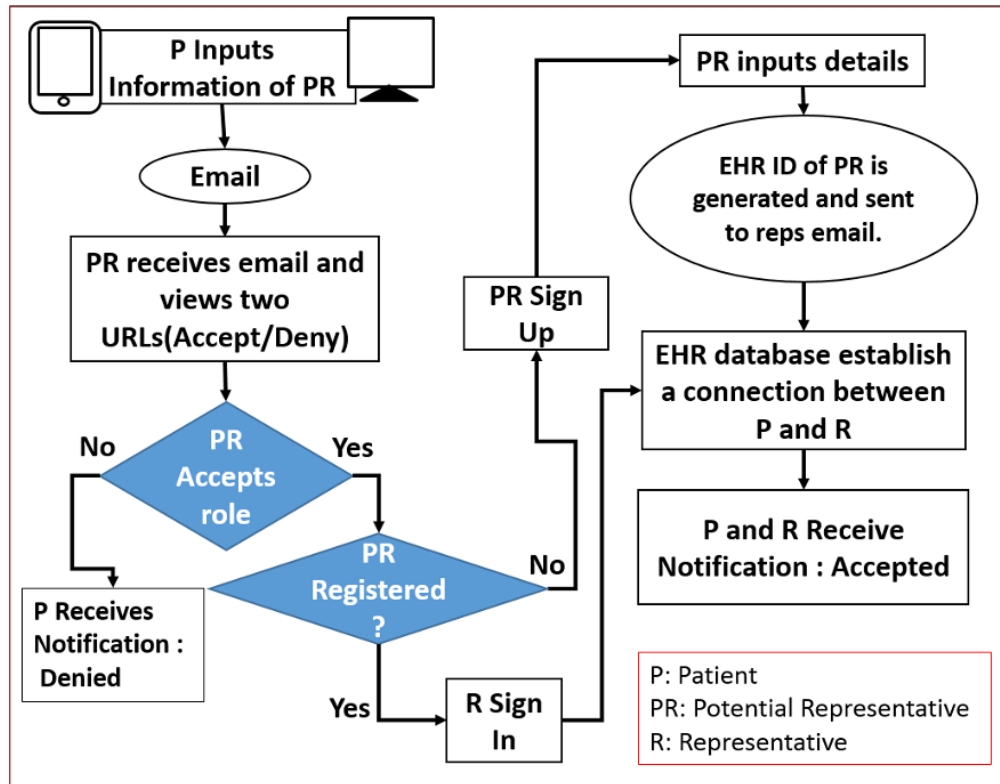 P Inputs
Information of PR
Email
PR receives email and
views two
URLs(Accept/Deny)
No
PR
Accepts
role
Yes
P Receives
Notification :
Denied
PR
Registered
?
No
Yes
R Sign
In
PR Sign
Up
PR inputs details
EHR ID of PR is
generated and sent
to reps email.
EHR database establish
a connection between
P and R
P and R Receive
Notification : Accepted
P: Patient
PR: Potential Representative
R: Representative